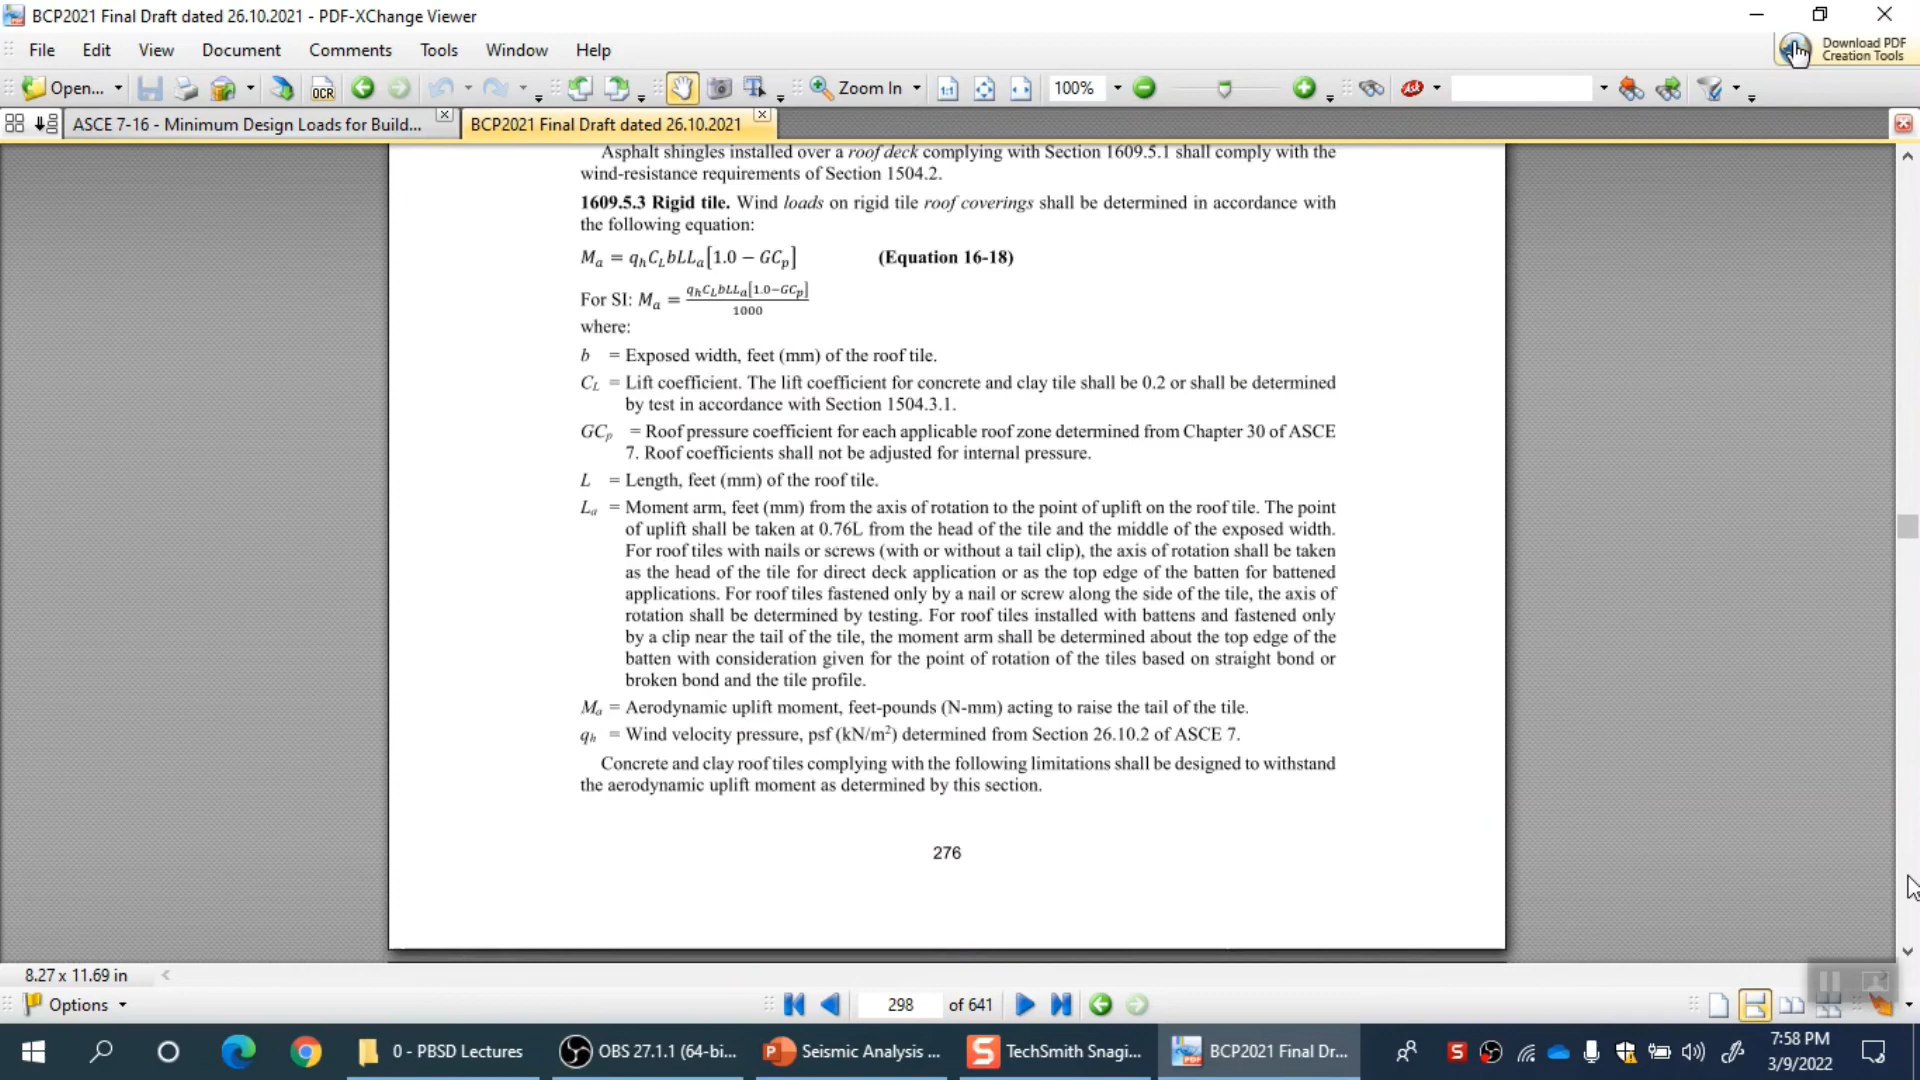 BCP2021 Final Draft dated 26.10.2021 - PDF-XChange Viewer
File Edit View Document Comments Tools Window Help
Download PDF
Creation Tools
Open... OCR Zoom In 1:1 100%
ASCE 7-16 - Minimum Design Loads for Build... BCP2021 Final Draft dated 26.10.2021
Asphalt shingles installed over a roof deck complying with Section 1609.5.1 shall comply with the
wind-resistance requirements of Section 1504.2.
1609.5.3 Rigid tile. Wind loads on rigid tile roof coverings shall be determined in accordance with
the following equation:
Mₐ = qₕC_LbLLₐ[1.0 − GCₚ] (Equation 16-18)
For SI: Mₐ = qₕC_LbLLₐ[1.0−GCₚ]
1000
where:
b = Exposed width, feet (mm) of the roof tile.
C_L = Lift coefficient. The lift coefficient for concrete and clay tile shall be 0.2 or shall be determined
by test in accordance with Section 1504.3.1.
GCₚ = Roof pressure coefficient for each applicable roof zone determined from Chapter 30 of ASCE
7. Roof coefficients shall not be adjusted for internal pressure.
L = Length, feet (mm) of the roof tile.
Lₐ = Moment arm, feet (mm) from the axis of rotation to the point of uplift on the roof tile. The point
of uplift shall be taken at 0.76L from the head of the tile and the middle of the exposed width.
For roof tiles with nails or screws (with or without a tail clip), the axis of rotation shall be taken
as the head of the tile for direct deck application or as the top edge of the batten for battened
applications. For roof tiles fastened only by a nail or screw along the side of the tile, the axis of
rotation shall be determined by testing. For roof tiles installed with battens and fastened only
by a clip near the tail of the tile, the moment arm shall be determined about the top edge of the
batten with consideration given for the point of rotation of the tiles based on straight bond or
broken bond and the tile profile.
Mₐ = Aerodynamic uplift moment, feet-pounds (N-mm) acting to raise the tail of the tile.
qₕ = Wind velocity pressure, psf (kN/m²) determined from Section 26.10.2 of ASCE 7.
Concrete and clay roof tiles complying with the following limitations shall be designed to withstand
the aerodynamic uplift moment as determined by this section.
276
8.27 x 11.69 in
Options 298 of 641
0 - PBSD Lectures OBS 27.1.1 (64-bi... Seismic Analysis ... TechSmith Snagi... BCP2021 Final Dr... 7:58 PM
3/9/2022